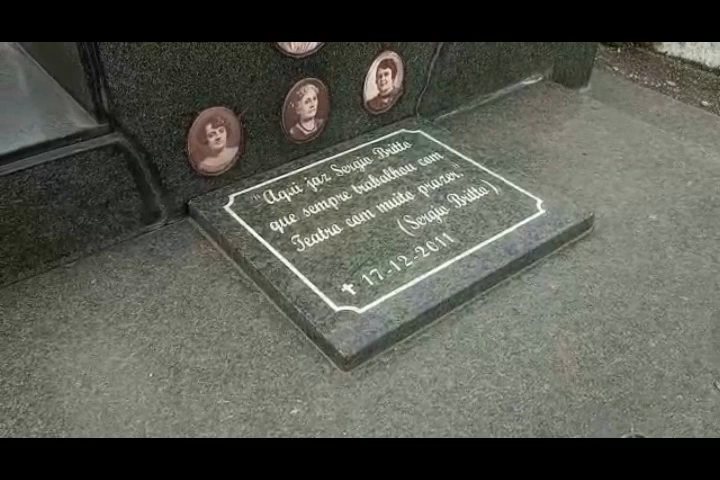 "Aqui jaz Sergio Britto
que sempre trabalhou com
Teatro com muito prazer."
(Sergio Britto)
✝ 17-12-2011